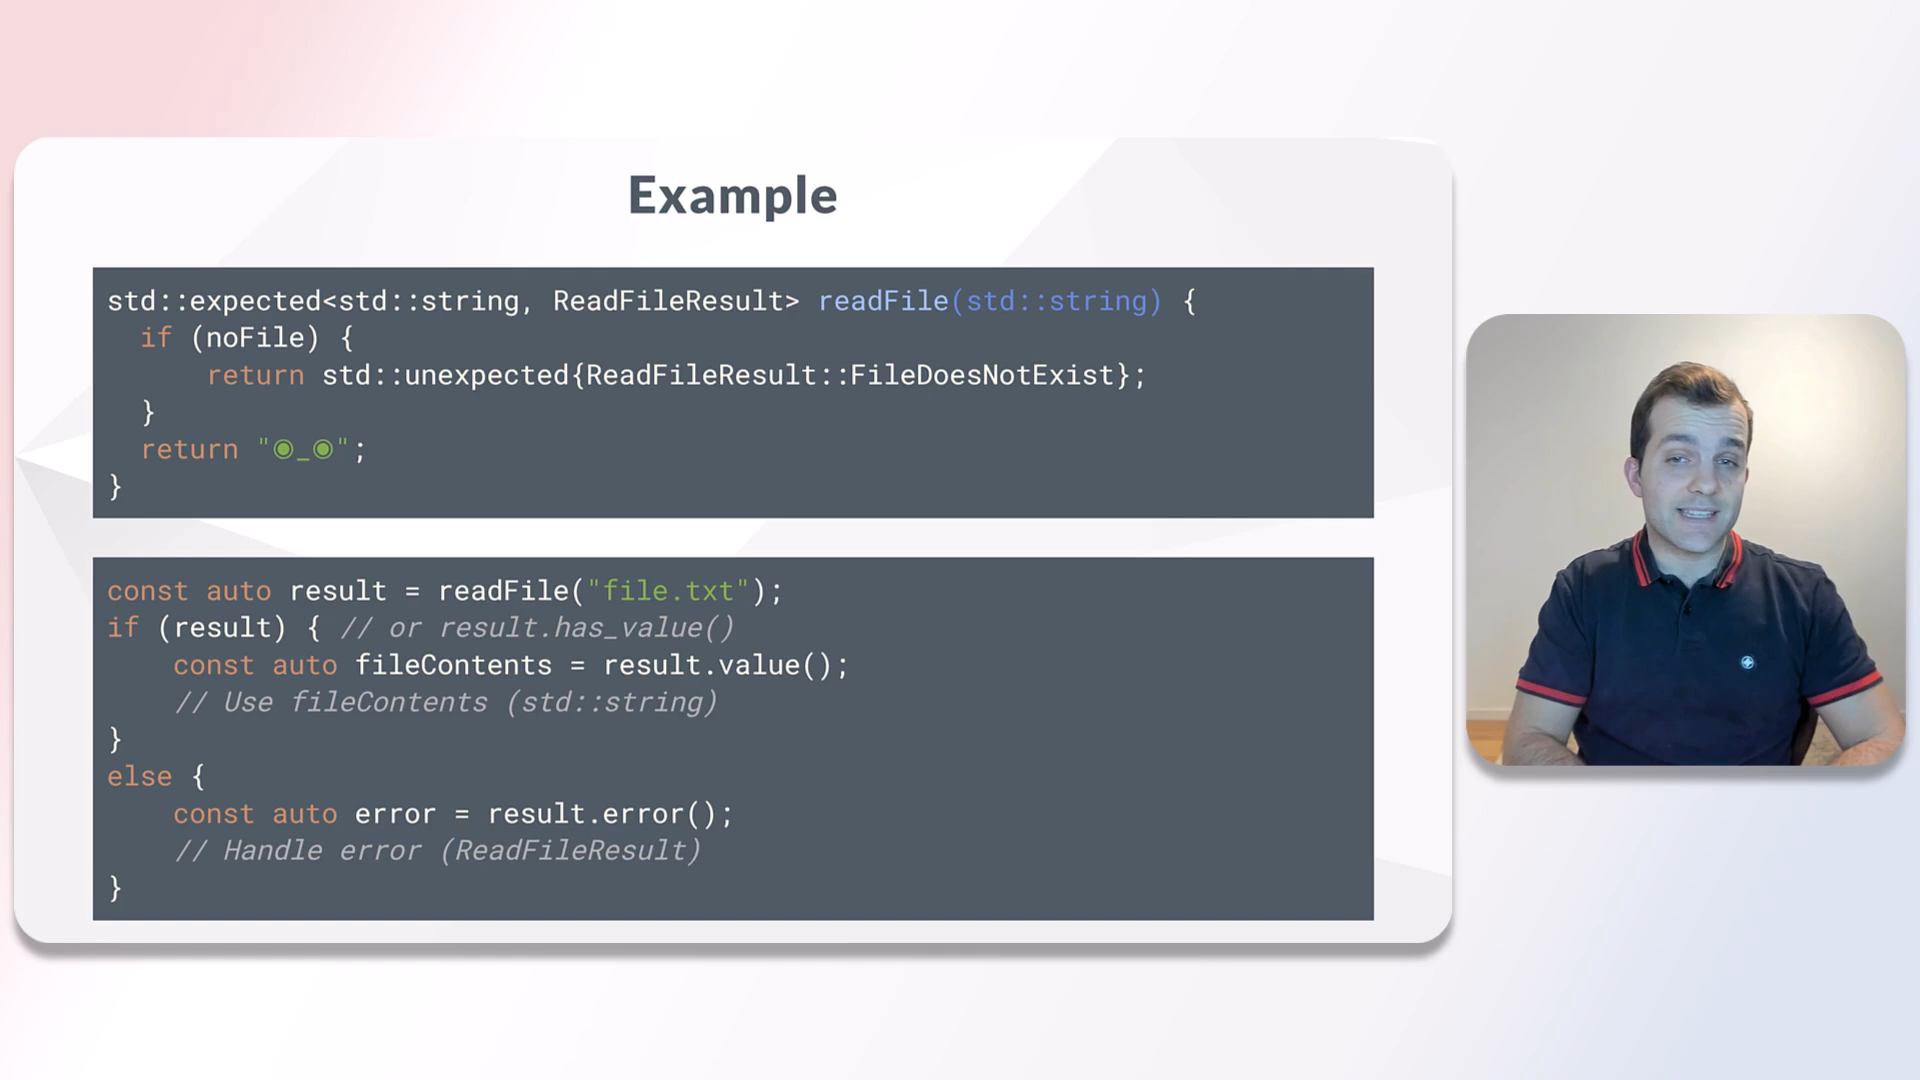 Example
std::expected<std::string, ReadFileResult> readFile(std::string) {
  if (noFile) {
      return std::unexpected{ReadFileResult::FileDoesNotExist};
  }
  return "◉_◉";
}
const auto result = readFile("file.txt");
if (result) { // or result.has_value()
    const auto fileContents = result.value();
    // Use fileContents (std::string)
}
else {
    const auto error = result.error();
    // Handle error (ReadFileResult)
}